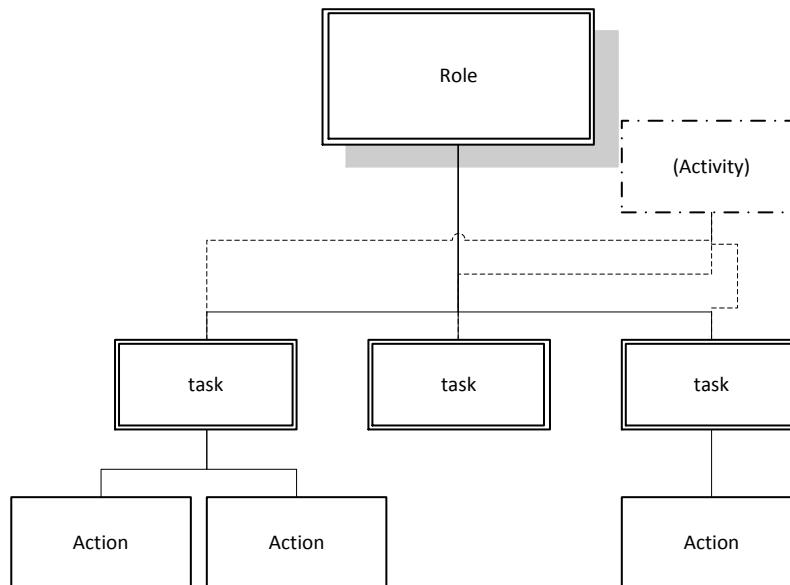 Role
(Activity)
task
task
task
Action
Action
Action